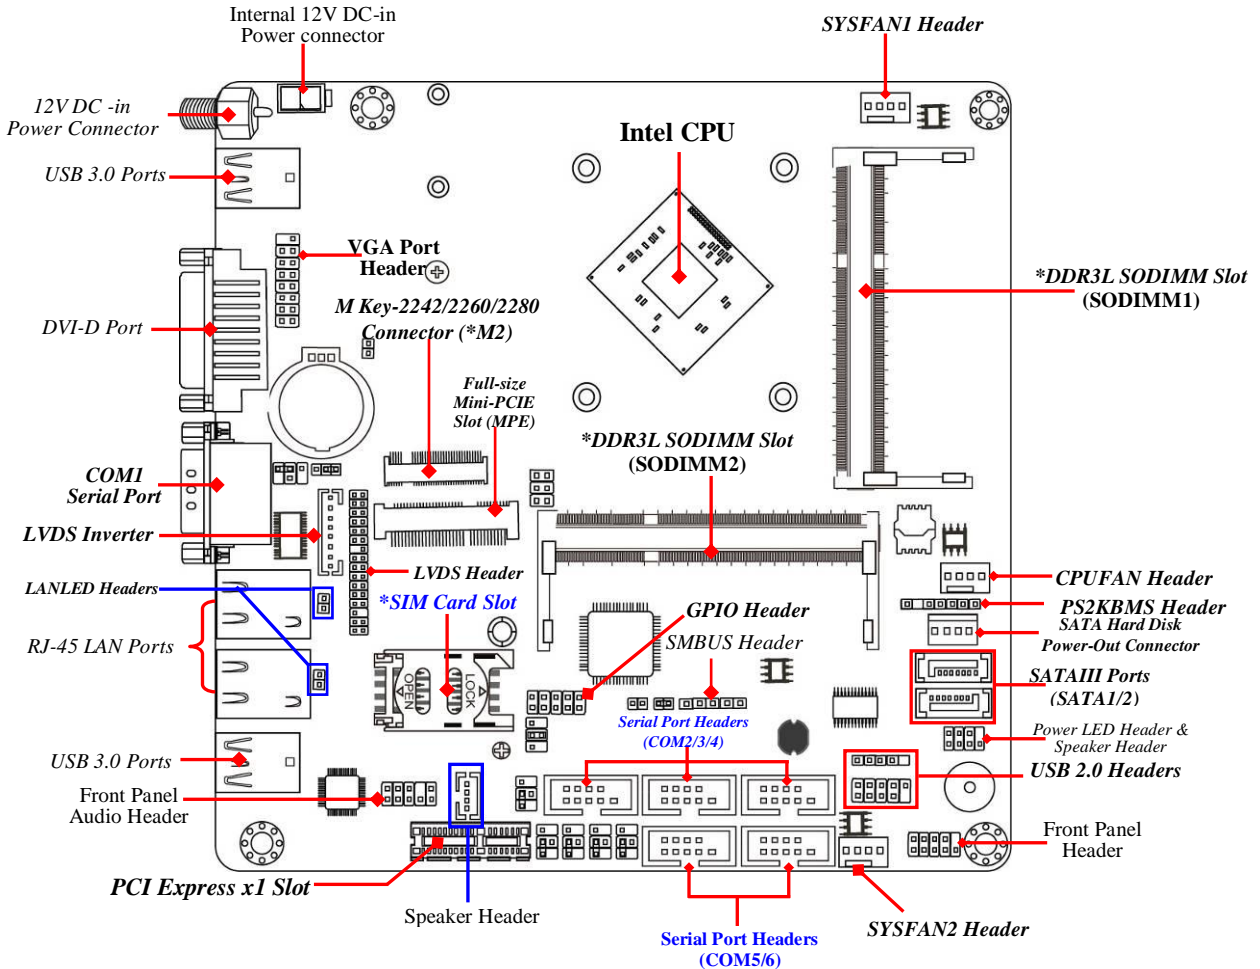 Internal 12V DC-in
Power connector
SYSFAN1 Header
12V DC -in
Power Connector
Intel CPU
USB 3.0 Ports
VGA Port
Header
*DDR3L SODIMM Slot
(SODIMM1)
M Key-2242/2260/2280
Connector (*M2)
DVI-D Port
Full-size
Mini-PCIE
Slot (MPE)
*DDR3L SODIMM Slot
(SODIMM2)
COM1
Serial Port
LVDS Inverter
LVDS Header
CPUFAN Header
LANLED Headers
*SIM Card Slot
GPIO Header
PS2KBMS Header
SATA Hard Disk
Power-Out Connector
RJ-45 LAN Ports
SMBUS Header
OPEN
LOCK
SATAIII Ports
(SATA1/2)
Serial Port Headers
(COM2/3/4)
Power LED Header &
Speaker Header
USB 3.0 Ports
USB 2.0 Headers
Front Panel
Audio Header
Front Panel
Header
PCI Express x1 Slot
Speaker Header
SYSFAN2 Header
Serial Port Headers
(COM5/6)